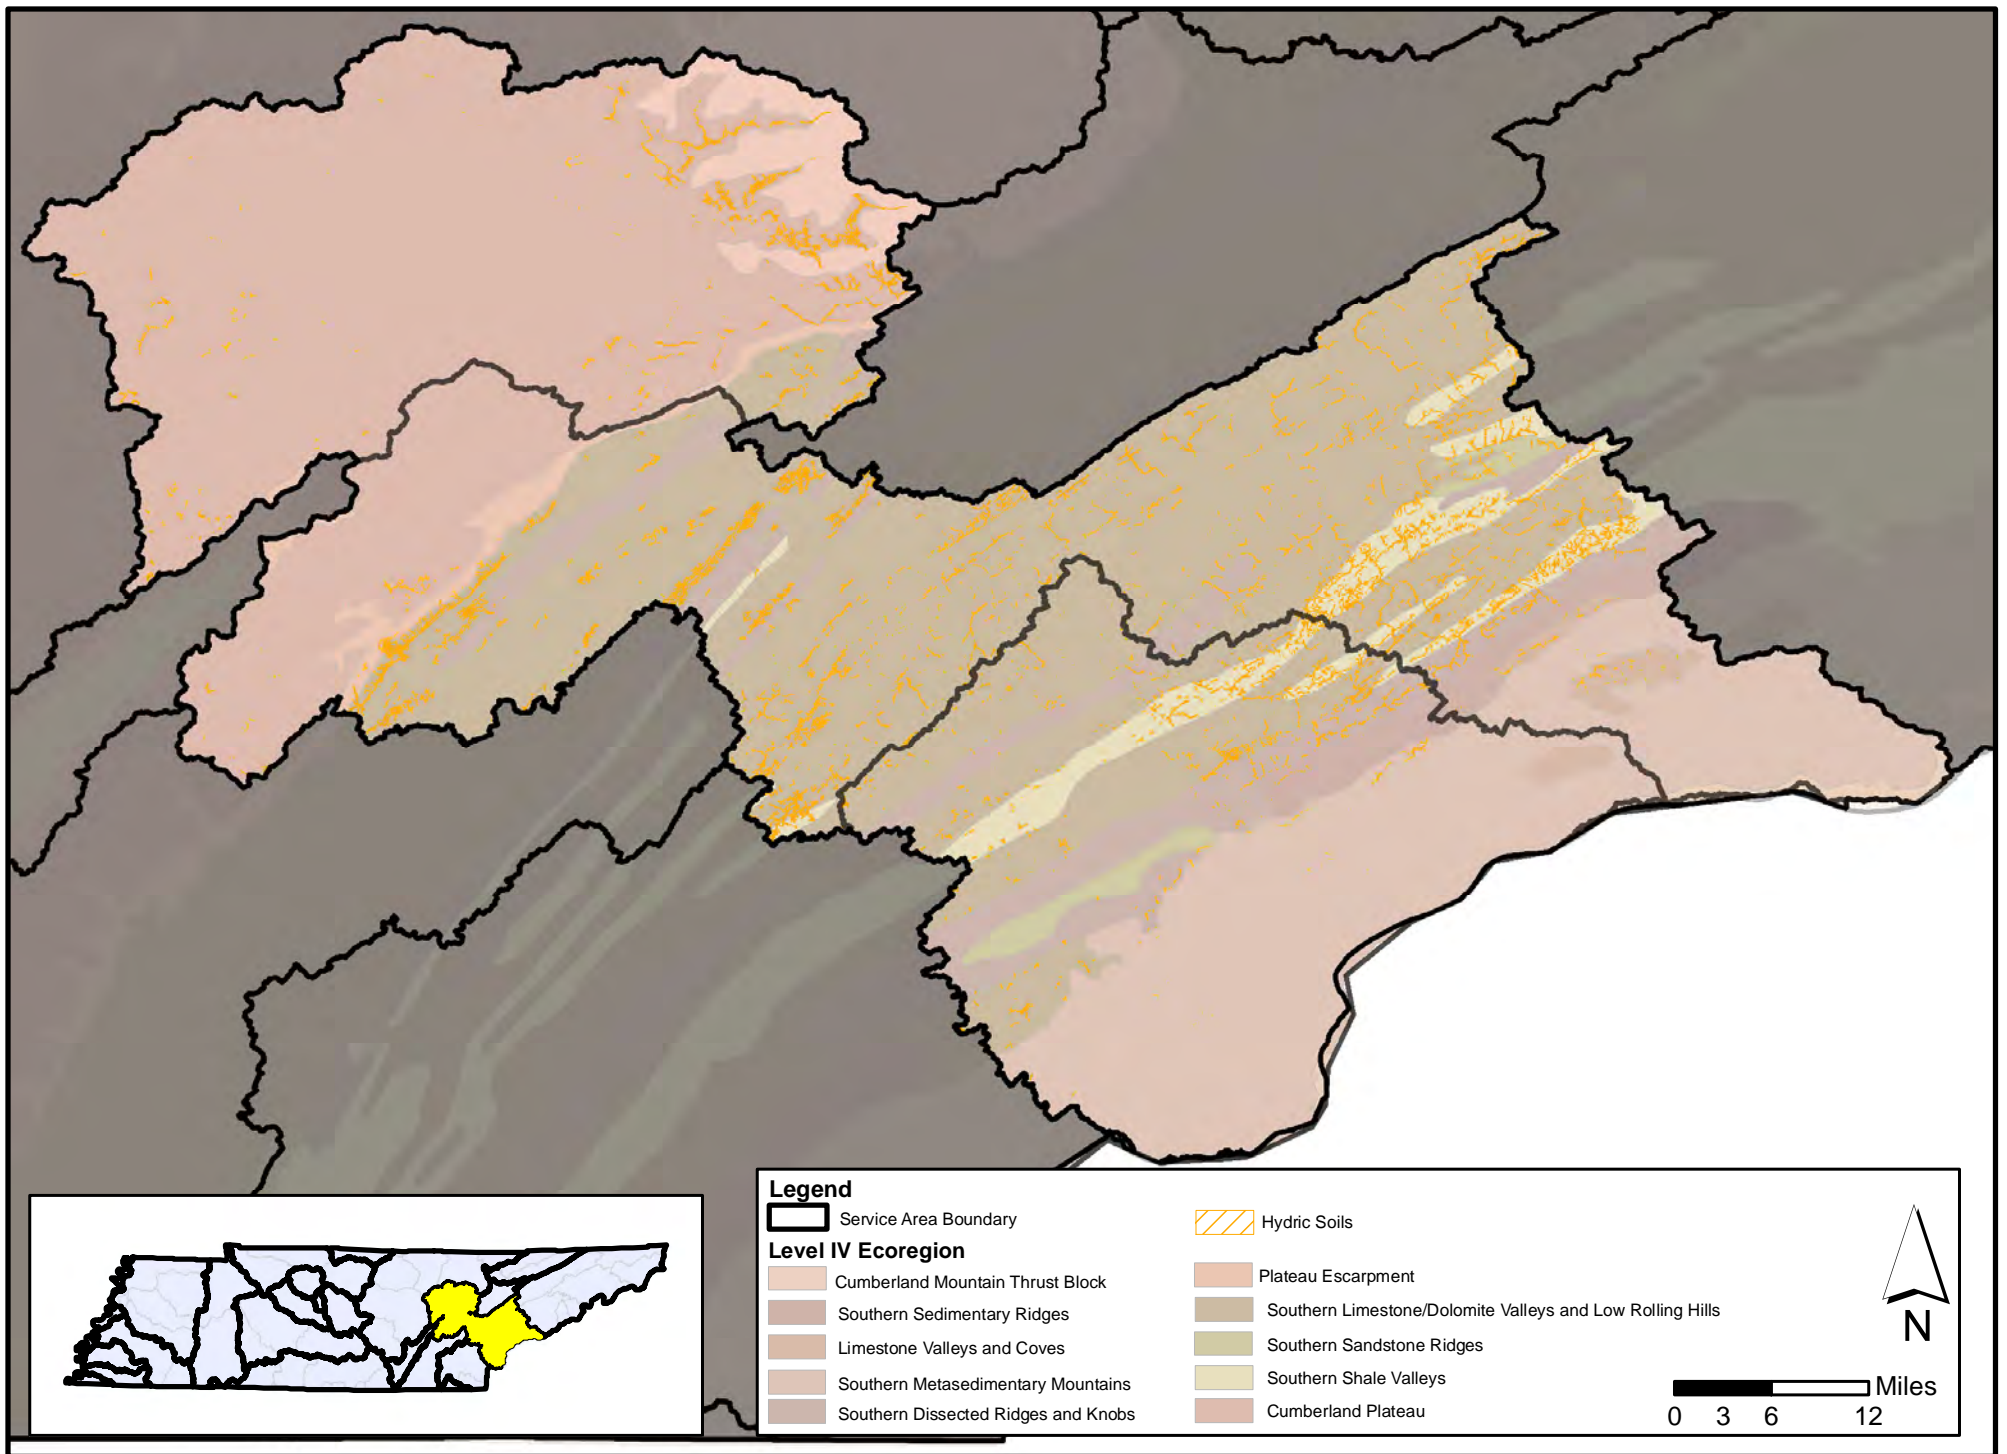 Legend
Service Area Boundary
Level IV Ecoregion
Cumberland Mountain Thrust Block
Southern Sedimentary Ridges
Limestone Valleys and Coves
Southern Metasedimentary Mountains
Southern Dissected Ridges and Knobs
Hydric Soils
Plateau Escarpment
Southern Limestone/Dolomite Valleys and Low Rolling Hills
Southern Sandstone Ridges
Southern Shale Valleys
Cumberland Plateau
N
Miles
0 3 6 12